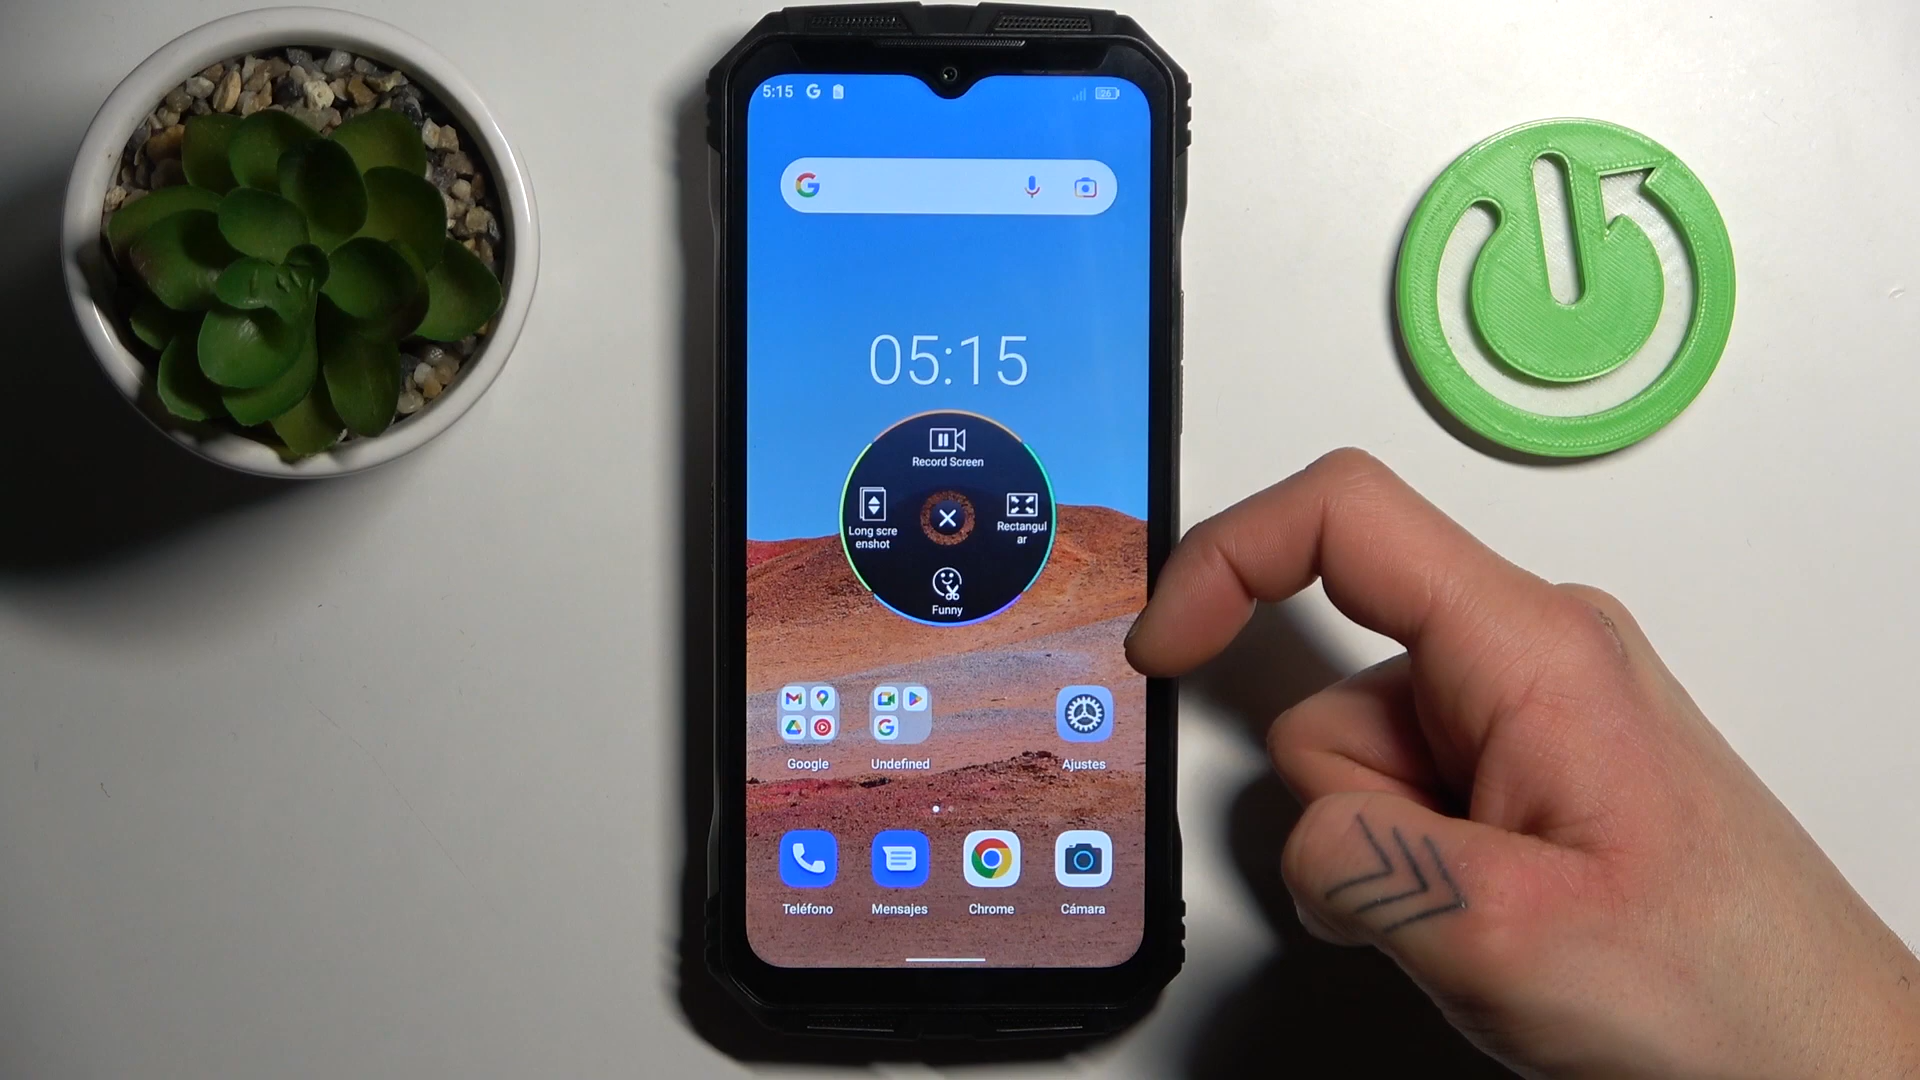 5:15
26
05:15
Record Screen
Long scre
enshot
Rectangul
ar
Funny
Google
Undefined
Ajustes
Teléfono
Mensajes
Chrome
Cámara